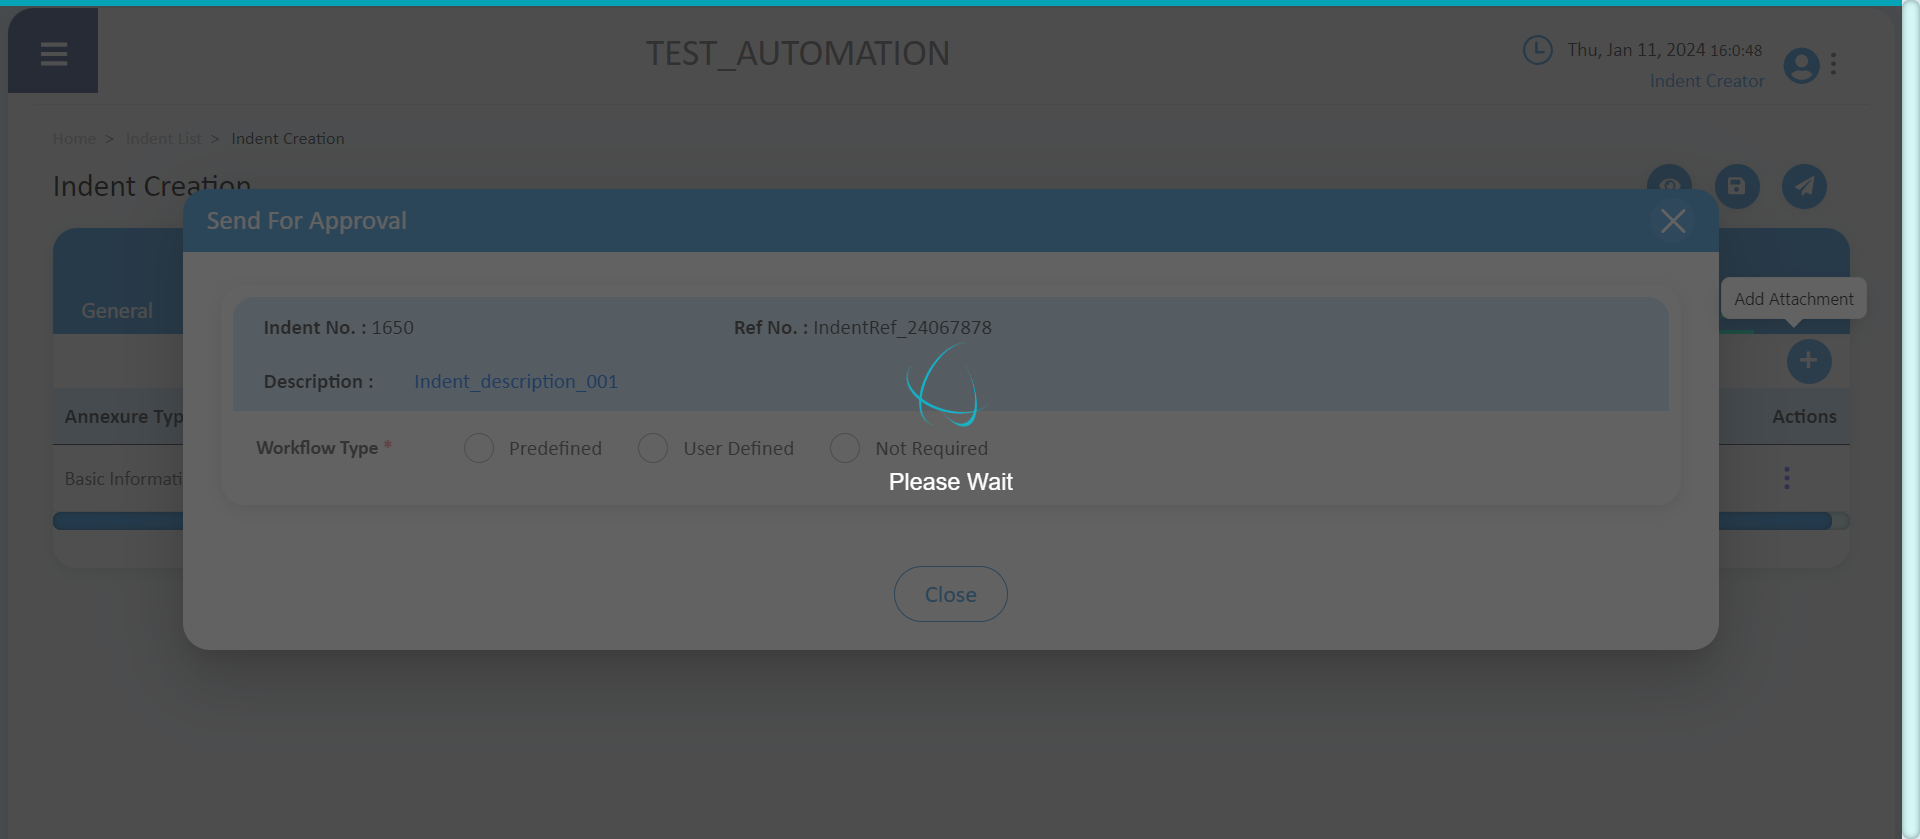 TEST_AUTOMATION
Thu, Jan 11, 2024 16:0:48
Indent Creator
Home > Indent List > Indent Creation
Indent Creation
Send For Approval
General
Add Attachment
Indent No. : 1650 Ref No. : IndentRef_24067878
Description : Indent_description_001
Annexure Typ Actions
Workflow Type * Predefined User Defined Not Required
Basic Informati
Please Wait
Close